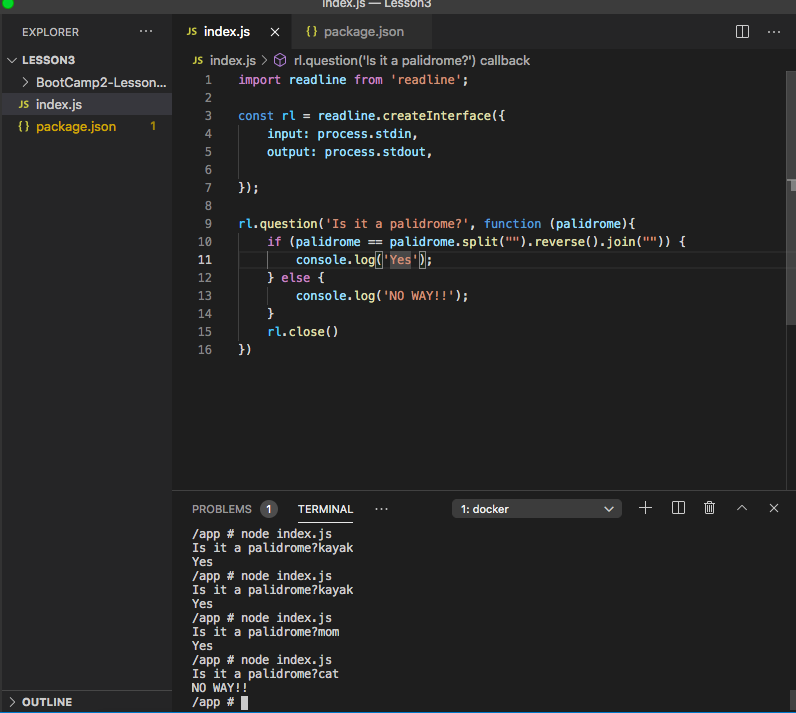 index.js — Lesson3
EXPLORER ...
JS index.js ×
{} package.json
LESSON3
BootCamp2-Lesson...
JS index.js
{} package.json 1
JS index.js > rl.question('Is it a palidrome?') callback
1 import readline from 'readline';
2
3 const rl = readline.createInterface({
4 input: process.stdin,
5 output: process.stdout,
6
7 });
8
9 rl.question('Is it a palidrome?', function (palidrome){
10 if (palidrome == palidrome.split("").reverse().join("")) {
11 console.log('Yes');
12 } else {
13 console.log('NO WAY!!');
14 }
15 rl.close()
16 })
PROBLEMS 1 TERMINAL ... 1: docker
/app # node index.js
Is it a palidrome?kayak
Yes
/app # node index.js
Is it a palidrome?kayak
Yes
/app # node index.js
Is it a palidrome?mom
Yes
/app # node index.js
Is it a palidrome?cat
NO WAY!!
/app #
OUTLINE